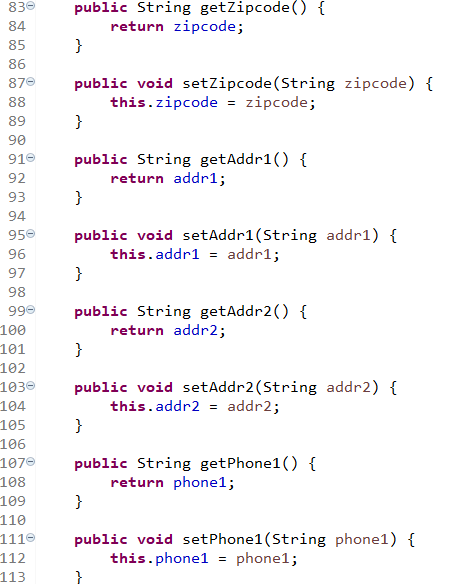 83 public String getZipcode() {
84 return zipcode;
85 }
86
87 public void setZipcode(String zipcode) {
88 this.zipcode = zipcode;
89 }
90
91 public String getAddr1() {
92 return addr1;
93 }
94
95 public void setAddr1(String addr1) {
96 this.addr1 = addr1;
97 }
98
99 public String getAddr2() {
100 return addr2;
101 }
102
103 public void setAddr2(String addr2) {
104 this.addr2 = addr2;
105 }
106
107 public String getPhone1() {
108 return phone1;
109 }
110
111 public void setPhone1(String phone1) {
112 this.phone1 = phone1;
113 }